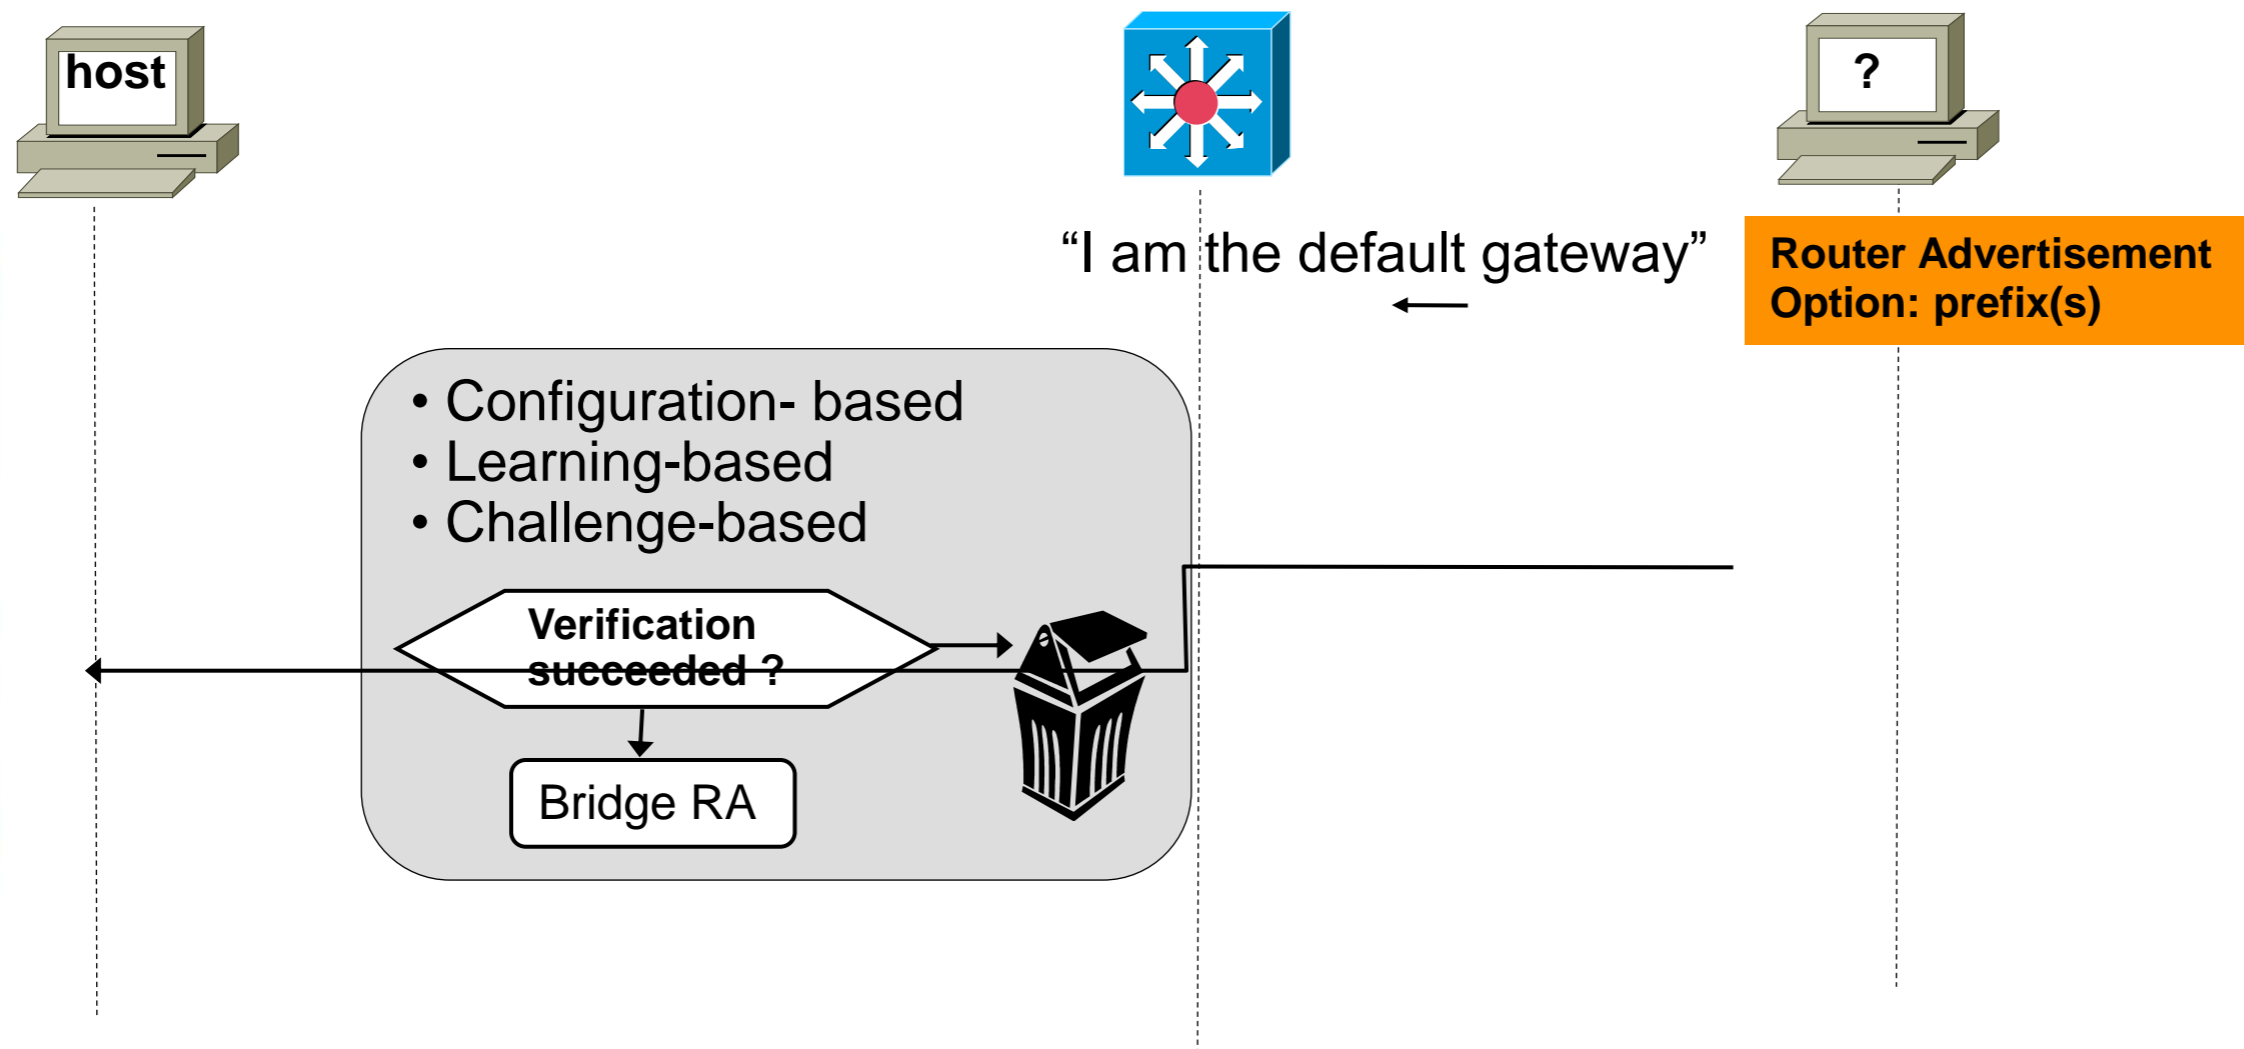 host
?
“I am the default gateway”
Router Advertisement
Option: prefix(s)
• Configuration- based
• Learning-based
• Challenge-based
Verification
succeeded ?
Bridge RA